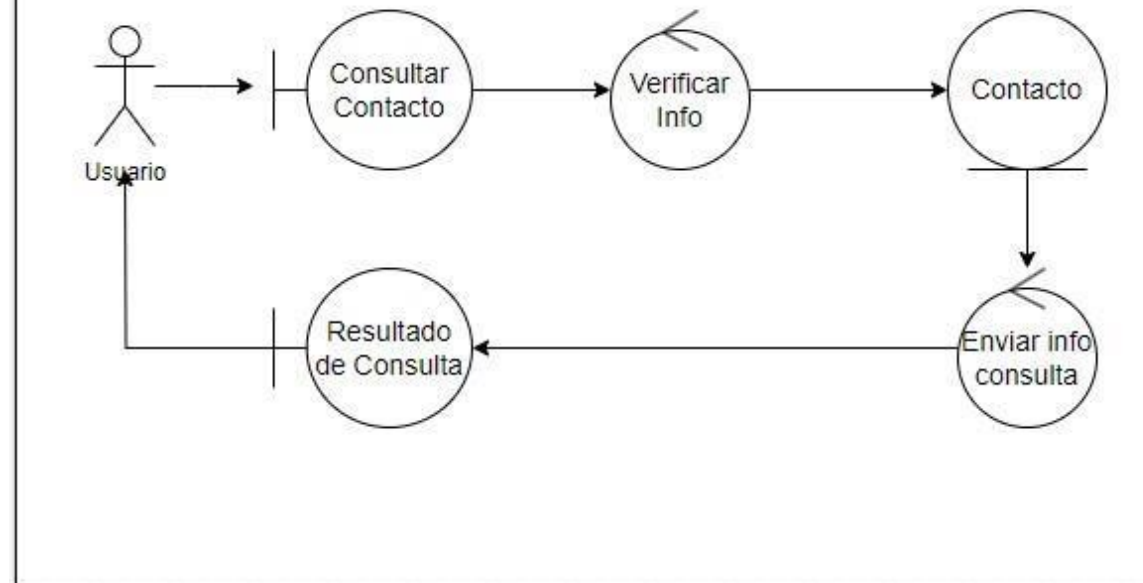 Consultar
Contacto
Verificar
Info
Contacto
Usuario
Resultado
de Consulta
Enviar info
consulta